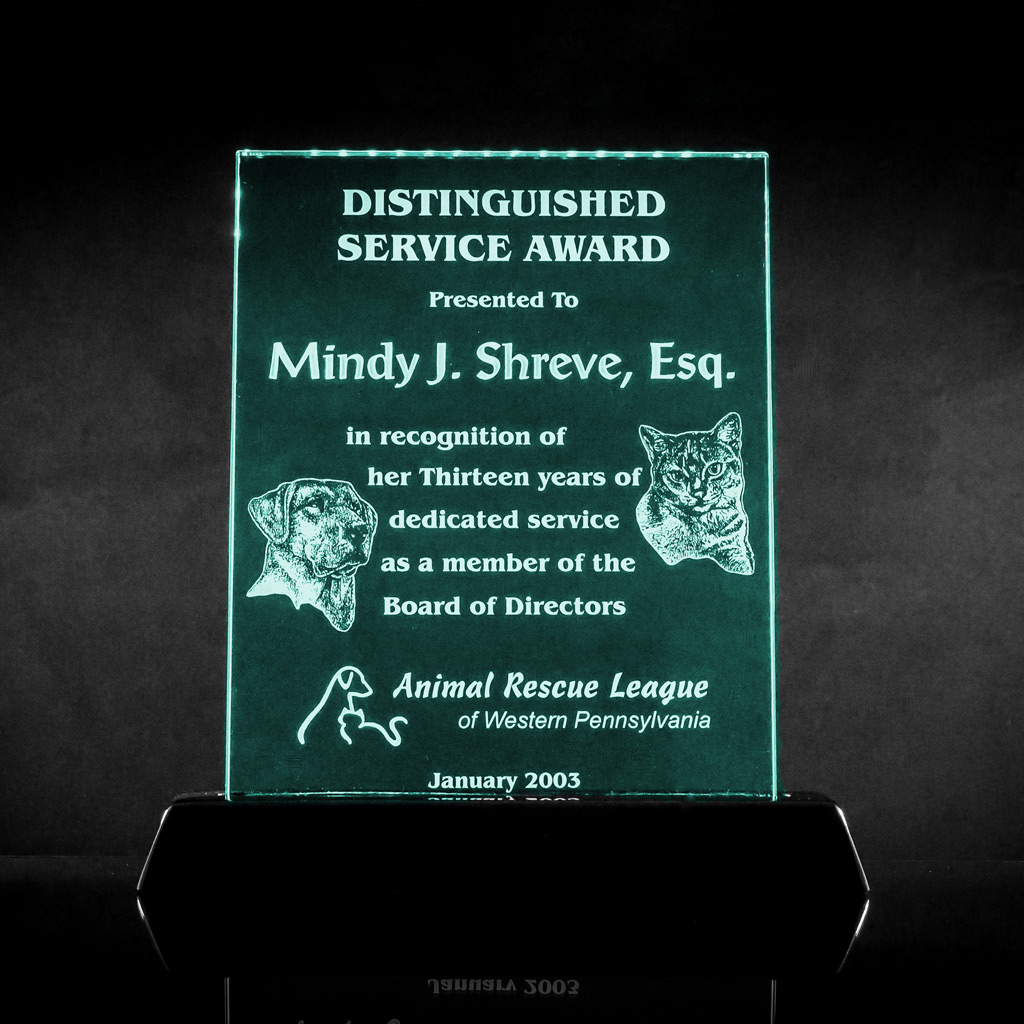 DISTINGUISHED
SERVICE AWARD
Presented To
Mindy J. Shreve, Esq.
in recognition of
her Thirteen years of
dedicated service
as a member of the
Board of Directors
Animal Rescue League
of Western Pennsylvania
January 2003